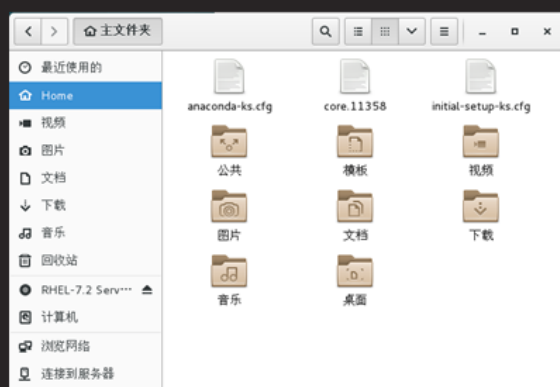 主文件夹
最近使用的
Home
视频
图片
文档
下载
音乐
回收站
RHEL-7.2 Serv…
计算机
浏览网络
连接到服务器
anaconda-ks.cfg
core.11358
initial-setup-ks.cfg
公共
模板
视频
图片
文档
下载
音乐
桌面